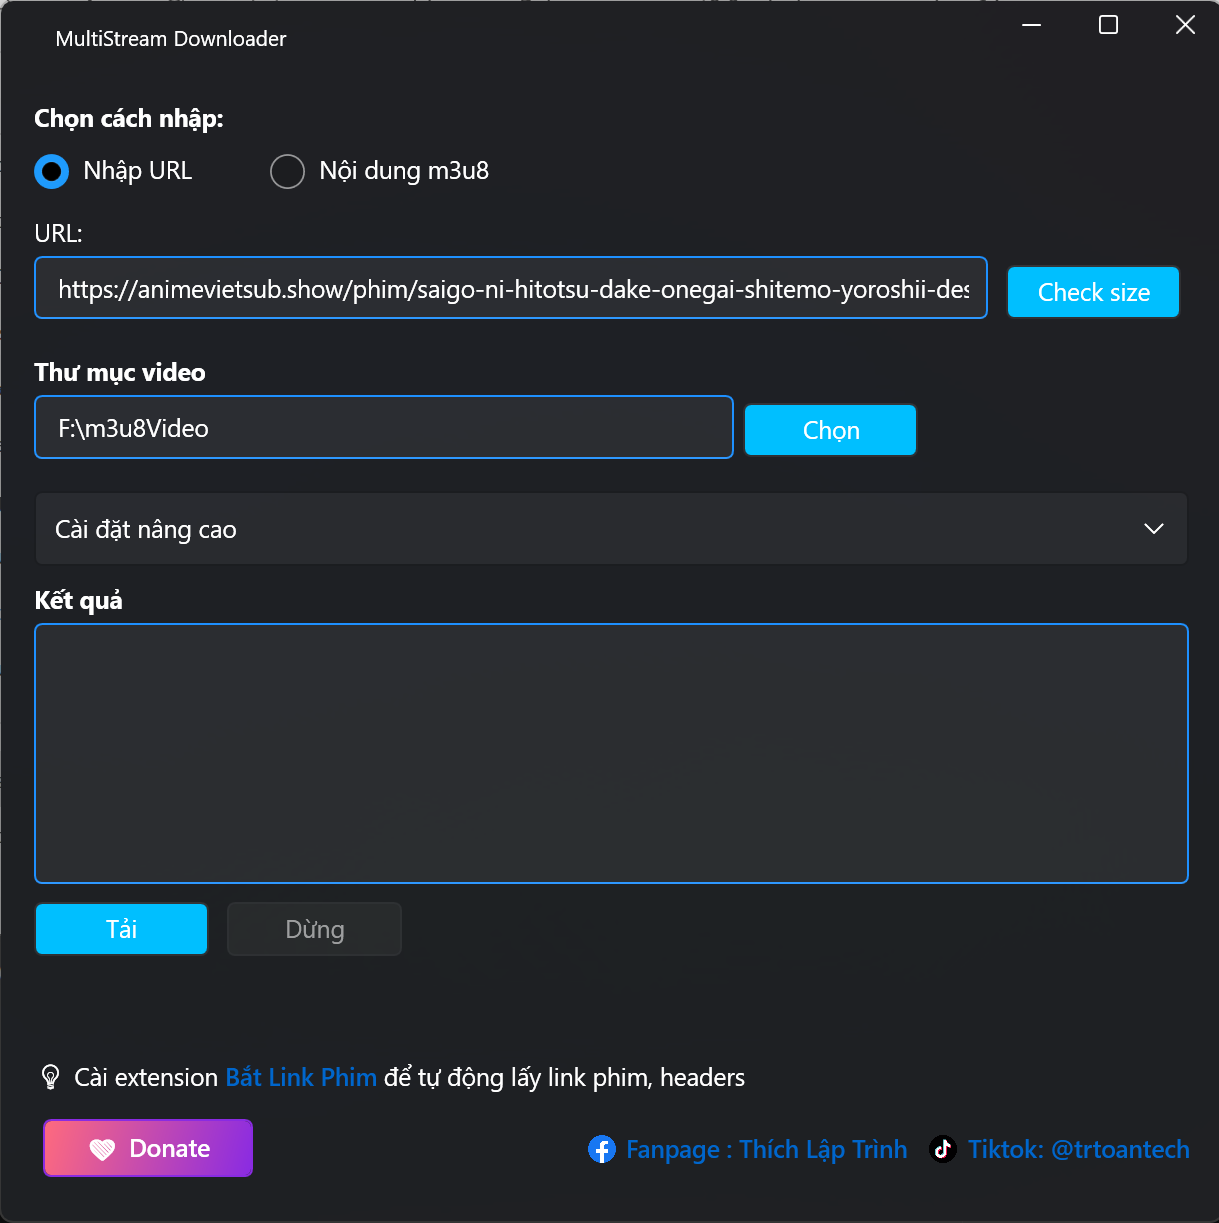 MultiStream Downloader
Chọn cách nhập:
Nhập URL
Nội dung m3u8
URL:
https://animevietsub.show/phim/saigo-ni-hitotsu-dake-onegai-shitemo-yoroshii-des
Check size
Thư mục video
F:\m3u8Video
Chọn
Cài đặt nâng cao
Kết quả
Tải
Dừng
Cài extension Bắt Link Phim để tự động lấy link phim, headers
Donate
Fanpage : Thích Lập Trình
Tiktok: @trtoantech